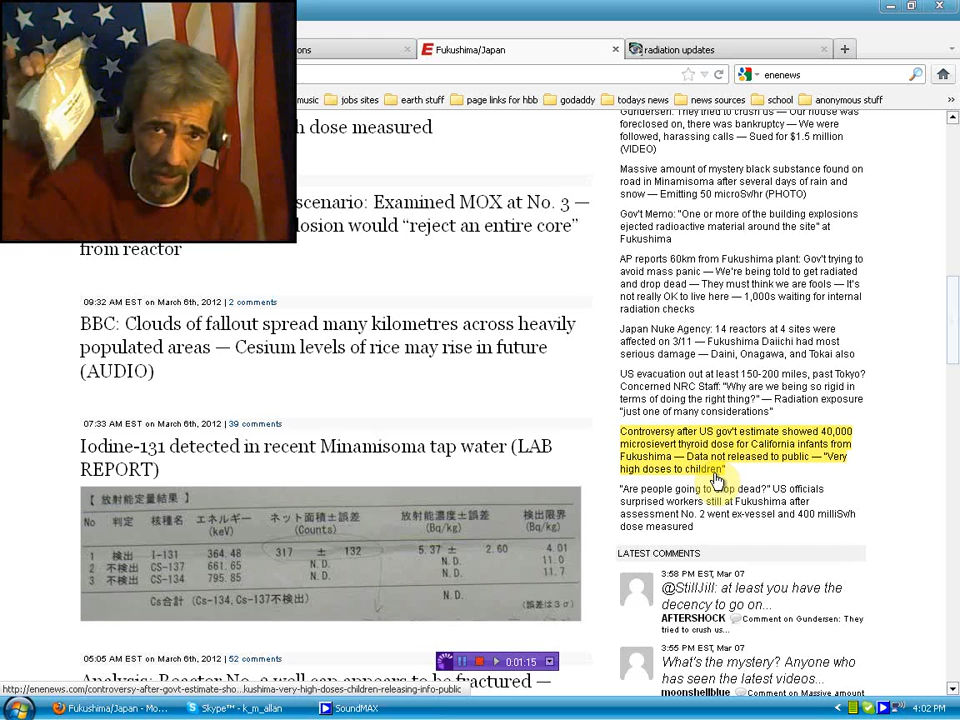 ons
Fukushima/Japan
radiation updates
enenews
music
jobs sites
earth stuff
page links for hbb
godaddy
todays news
news sources
school
anonymous stuff
h dose measured
scenario: Examined MOX at No. 3 —
losion would “reject an entire core”
from reactor
09:32 AM EST on March 6th, 2012 | 2 comments
BBC: Clouds of fallout spread many kilometres across heavily
populated areas — Cesium levels of rice may rise in future
(AUDIO)
07:33 AM EST on March 6th, 2012 | 39 comments
Iodine-131 detected in recent Minamisoma tap water (LAB
REPORT)
【 放射能定量結果 】
No 判定 核種名 エネルギー ネット面積±誤差 放射能濃度±誤差 検出限界
(keV) (Counts) (Bq/kg) (Bq/kg)
1 検出 I-131 364.48 317 ± 132 5.37 ± 2.60 4.01
2 不検出 CS-137 661.65 N.D. N.D. 11.0
3 不検出 CS-134 795.85 N.D. N.D. 11.7
Cs合計 (Cs-134,Cs-137不検出) N.D. (誤差は3σ)
05:05 AM EST on March 6th, 2012 | 52 comments
Analysis: Reactor No. 2 well can appears to be fractured —
Gundersen: They tried to crush us — Our house was
foreclosed on, there was bankruptcy — We were
followed, harassing calls — Sued for $1.5 million
(VIDEO)
Massive amount of mystery black substance found on
road in Minamisoma after several days of rain and
snow — Emitting 50 microSv/hr (PHOTO)
Gov't Memo: "One or more of the building explosions
ejected radioactive material around the site" at
Fukushima
AP reports 60km from Fukushima plant: Gov't trying to
avoid mass panic — We're being told to get radiated
and drop dead — They must think we are fools — It's
not really OK to live here — 1,000s waiting for internal
radiation checks
Japan Nuke Agency: 14 reactors at 4 sites were
affected on 3/11 — Fukushima Daiichi had most
serious damage — Daini, Onagawa, and Tokai also
US evacuation out at least 150-200 miles, past Tokyo?
Concerned NRC Staff: "Why are we being so rigid in
terms of doing the right thing?" — Radiation exposure
"just one of many considerations"
Controversy after US gov't estimate showed 40,000
microsievert thyroid dose for California infants from
Fukushima — Data not released to public — "Very
high doses to children"
"Are people going to drop dead?" US officials
surprised workers still at Fukushima after
assessment No. 2 went ex-vessel and 400 milliSv/h
dose measured
LATEST COMMENTS
3:58 PM EST, Mar 07
@StillJill: at least you have the
decency to go on...
AFTERSHOCK Comment on Gundersen: They
tried to crush us...
3:55 PM EST, Mar 07
What's the mystery? Anyone who
has seen the latest videos...
moonshellblue Comment on Massive amount
0:01:15
http://enenews.com/controversy-after-govt-estimate-sho...kushima-very-high-doses-children-releasing-info-public
Fukushima/Japan - Mo...
Skype™ - k_m_allan
SoundMAX
4:02 PM